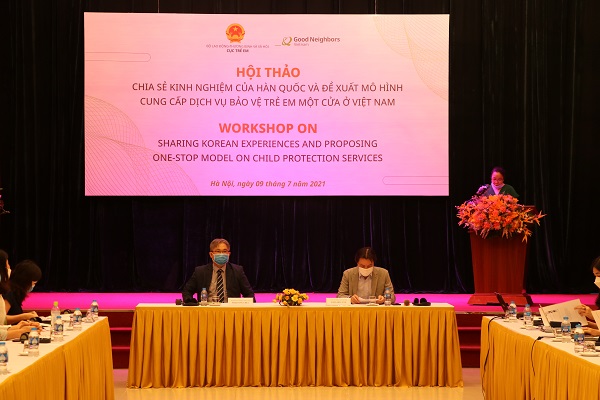 CỤC TRẺ EM
Good Neighbors
HỘI THẢO
CHIA SẺ KINH NGHIỆM CỦA HÀN QUỐC VÀ ĐỀ XUẤT MÔ HÌNH
CUNG CẤP DỊCH VỤ BẢO VỆ TRẺ EM MỘT CỬA Ở VIỆT NAM
WORKSHOP ON
SHARING KOREAN EXPERIENCES AND PROPOSING
ONE-STOP MODEL ON CHILD PROTECTION SERVICES
Hà Nội, ngày 09 tháng 7 năm 2021